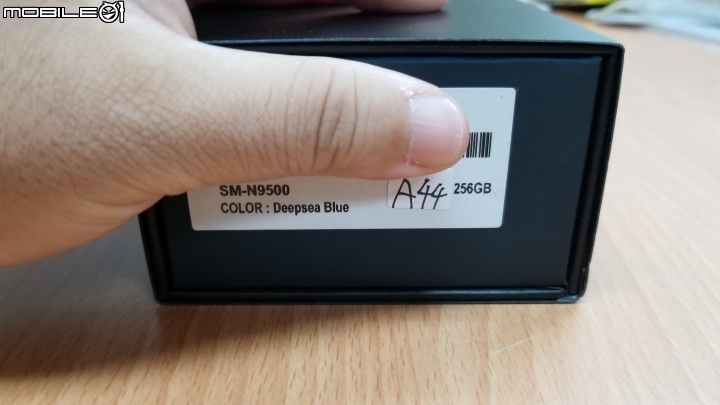 MOBILE01
SM-N9500
A44 256GB
COLOR : Deepsea Blue